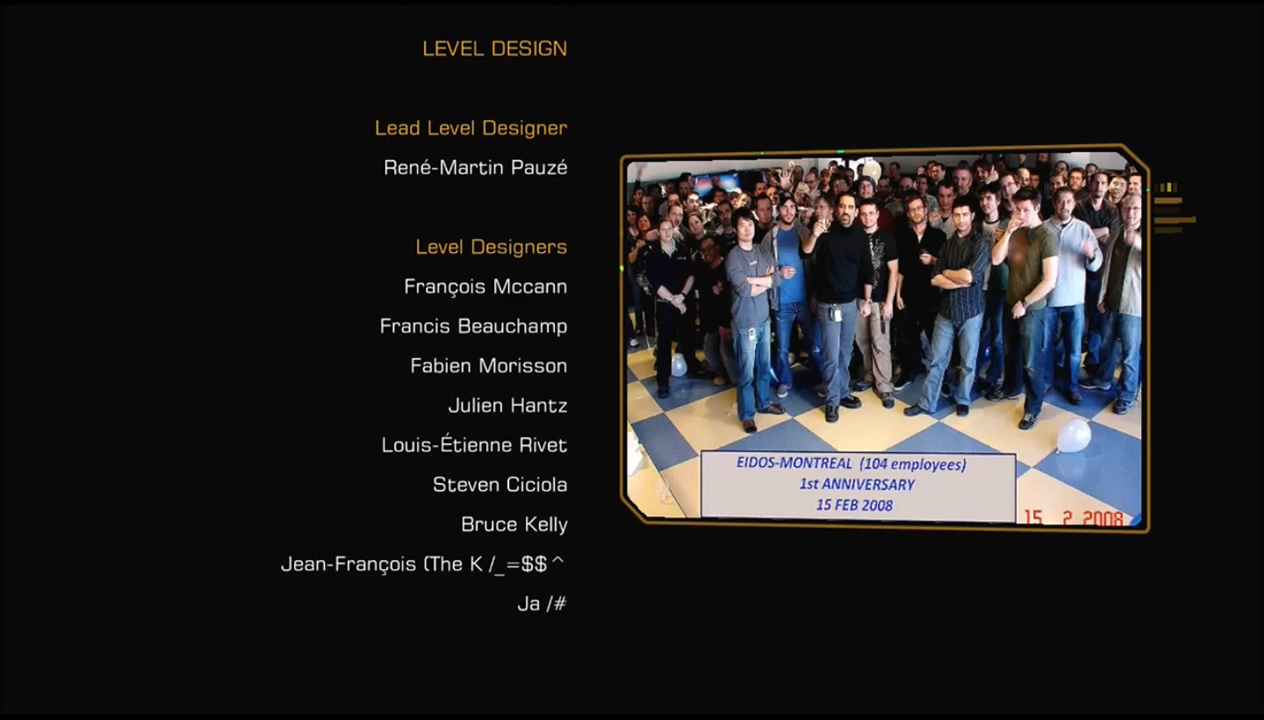 LEVEL DESIGN
Lead Level Designer
René-Martin Pauzé
Level Designers
François Mccann
Francis Beauchamp
Fabien Morisson
Julien Hantz
Louis-Étienne Rivet
Steven Ciciola
Bruce Kelly
Jean-François (The K /_=$$^
Ja /#
EIDOS-MONTREAL (104 employees)
1st ANNIVERSARY
15 FEB 2008
15 2 2008